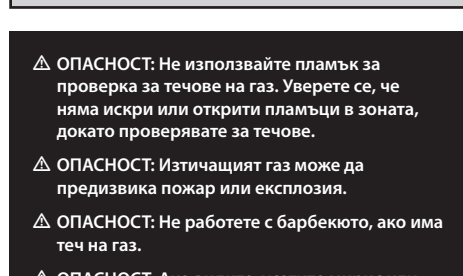 ⚠ ОПАСНОСТ: Не използвайте пламък за
проверка за течове на газ. Уверете се, че
няма искри или открити пламъци в зоната,
докато проверявате за течове.
⚠ ОПАСНОСТ: Изтичащият газ може да
предизвика пожар или експлозия.
⚠ ОПАСНОСТ: Не работете с барбекюто, ако има
теч на газ.
⚠ ОПАСНОСТ: Ако